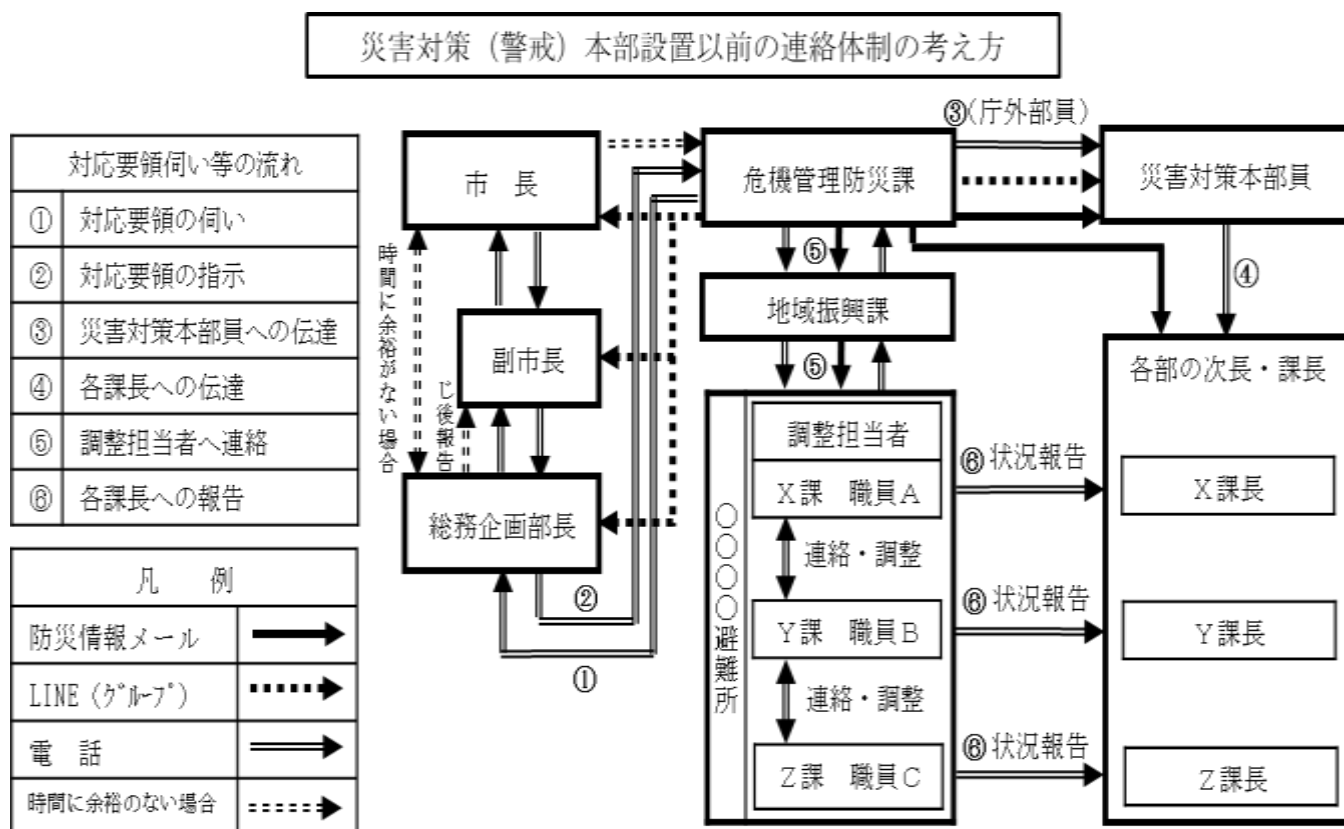 災害対策（警戒）本部設置以前の連絡体制の考え方
対応要領伺い等の流れ
① 対応要領の伺い
② 対応要領の指示
③ 災害対策本部員への伝達
④ 各課長への伝達
⑤ 調整担当者へ連絡
⑥ 各課長への報告
凡　例
防災情報メール
LINE（ｸﾞﾙｰﾌﾟ）
電　話
時間に余裕のない場合
市　長
時間に余裕がない場合
副市長
じ後報告
総務企画部長
②
①
危機管理防災課
③(庁外部員)
災害対策本部員
⑤
地域振興課
④
⑤
〇〇〇〇避難所
調整担当者
Ｘ課　職員Ａ
連絡・調整
Ｙ課　職員Ｂ
連絡・調整
Ｚ課　職員Ｃ
⑥状況報告
⑥状況報告
⑥状況報告
各部の次長・課長
Ｘ課長
Ｙ課長
Ｚ課長